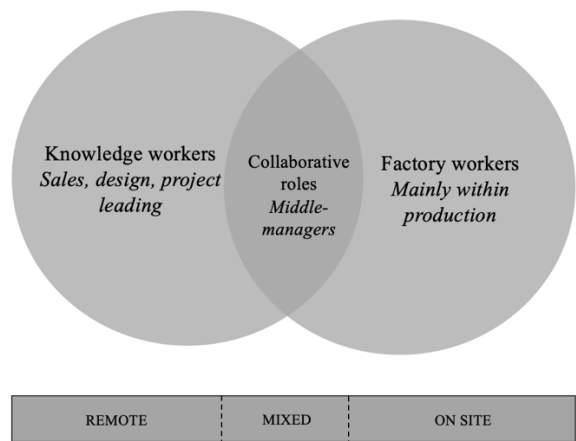 Knowledge workers
Sales, design, project
leading
Collaborative
roles
Middle-
managers
Factory workers
Mainly within
production
REMOTE
MIXED
ON SITE